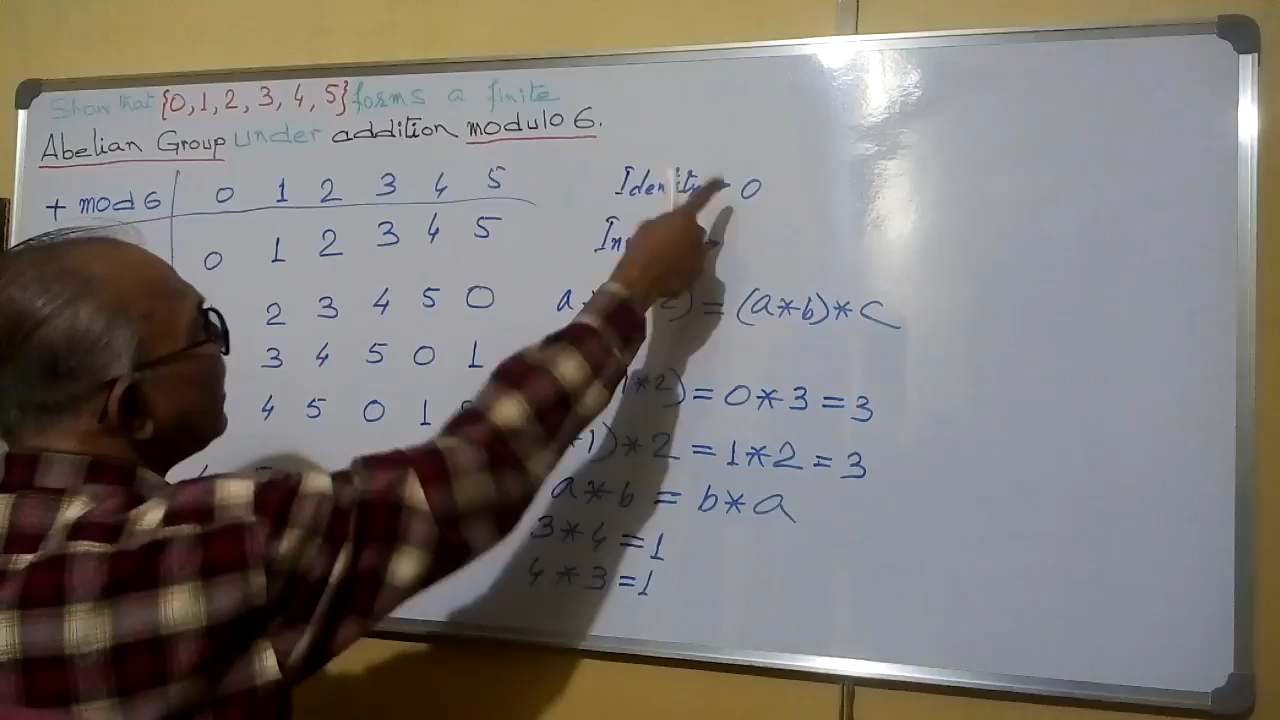 Show that {0, 1, 2, 3, 4, 5} forms a finite
Abelian Group under addition modulo 6.
+ mod 6 0 1 2 3 4 5
0 1 2 3 4 5
2 3 4 5 0
3 4 5 0 1
4 5 0 1
Identity 0
a = (a*b)*c
1*2) = 0*3 = 3
*1)*2 = 1*2 = 3
a*b = b*a
3*4 = 1
4*3 = 1